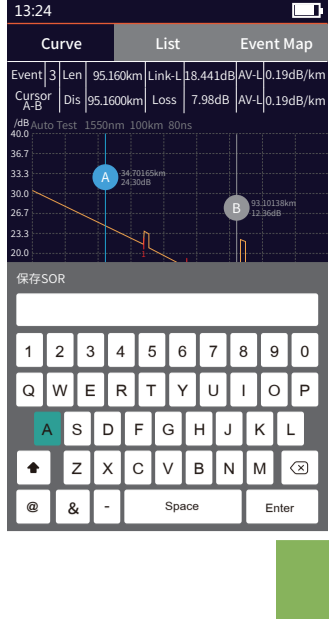 13:24
Curve List Event Map
Event 3 Len 95.160km Link-L 18.441dB AV-L 0.19dB/km
Cursor A-B Dis 95.1600km Loss 7.98dB AV-L 0.19dB/km
/dB Auto Test 1550nm 100km 80ns
40.0
36.7
33.3
A 34.70165km
24.30dB
30.0
B 93.10138km
12.36dB
26.7
23.3
20.0
保存SOR
1 2 3 4 5 6 7 8 9 0
Q W E R T Y U I O P
A S D F G H J K L
Z X C V B N M
@ & - Space Enter